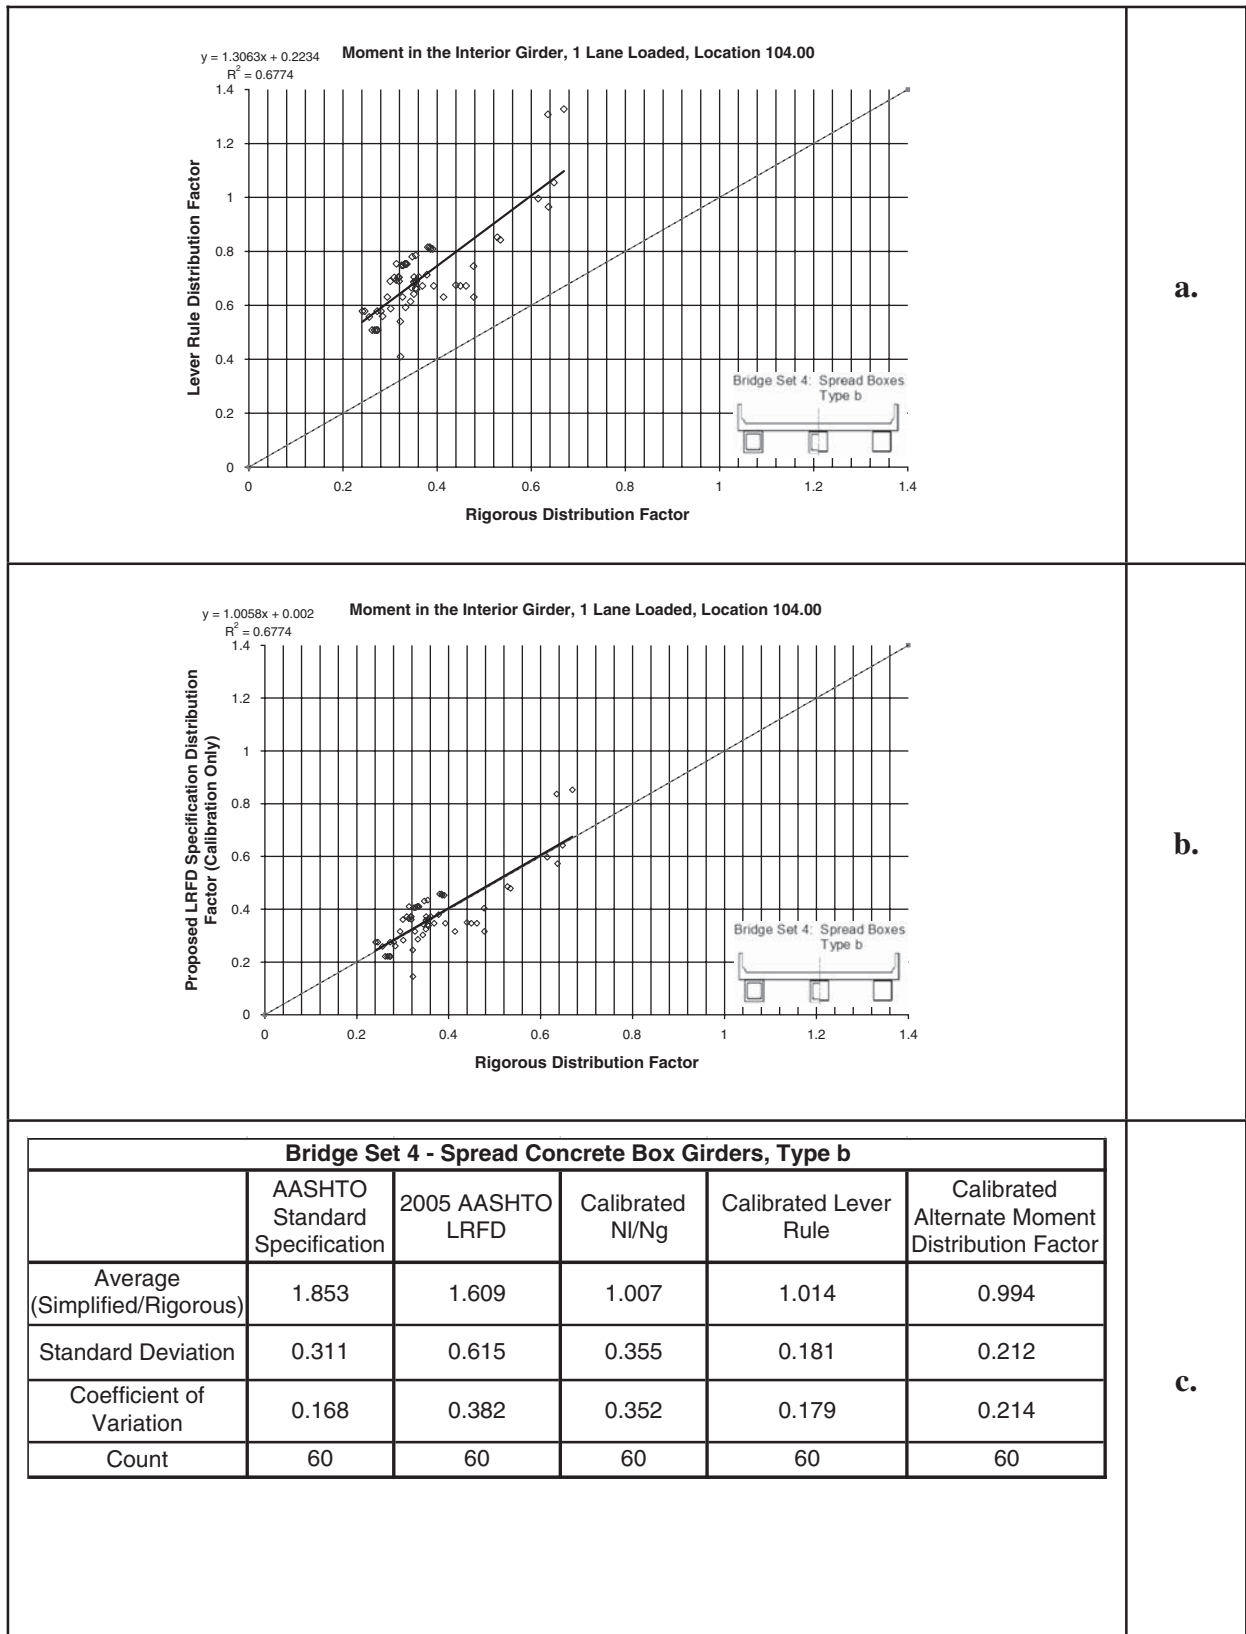 y = 1.3063x + 0.2234
R² = 0.6774
Moment in the Interior Girder, 1 Lane Loaded, Location 104.00
Lever Rule Distribution Factor
1.4
1.2
1
0.8
0.6
0.4
0.2
0
0 0.2 0.4 0.6 0.8 1 1.2 1.4
Rigorous Distribution Factor
Bridge Set 4: Spread Boxes
Type b
a.
y = 1.0058x + 0.002
R² = 0.6774
Moment in the Interior Girder, 1 Lane Loaded, Location 104.00
Proposed LRFD Specification Distribution
Factor (Calibration Only)
1.4
1.2
1
0.8
0.6
0.4
0.2
0
0 0.2 0.4 0.6 0.8 1 1.2 1.4
Rigorous Distribution Factor
Bridge Set 4: Spread Boxes
Type b
b.
Bridge Set 4 - Spread Concrete Box Girders, Type b
AASHTO Standard Specification
2005 AASHTO LRFD
Calibrated Nl/Ng
Calibrated Lever Rule
Calibrated Alternate Moment Distribution Factor
Average (Simplified/Rigorous) 1.853 1.609 1.007 1.014 0.994
Standard Deviation 0.311 0.615 0.355 0.181 0.212
Coefficient of Variation 0.168 0.382 0.352 0.179 0.214
Count 60 60 60 60 60
c.